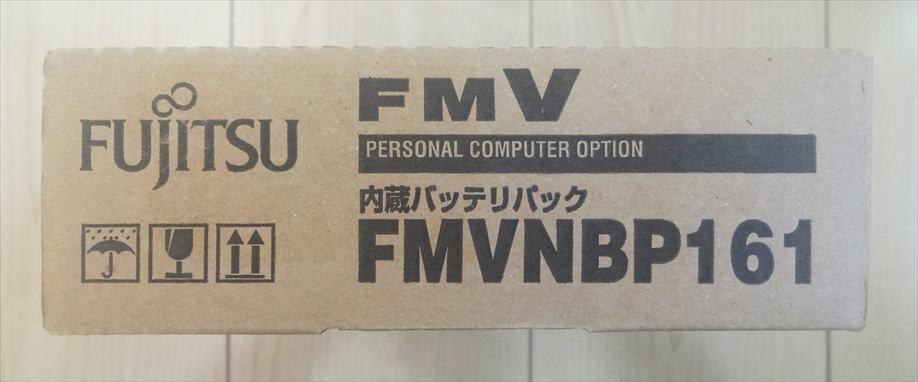 FUJITSU
FMV
PERSONAL COMPUTER OPTION
内蔵バッテリパック
FMVNBP161